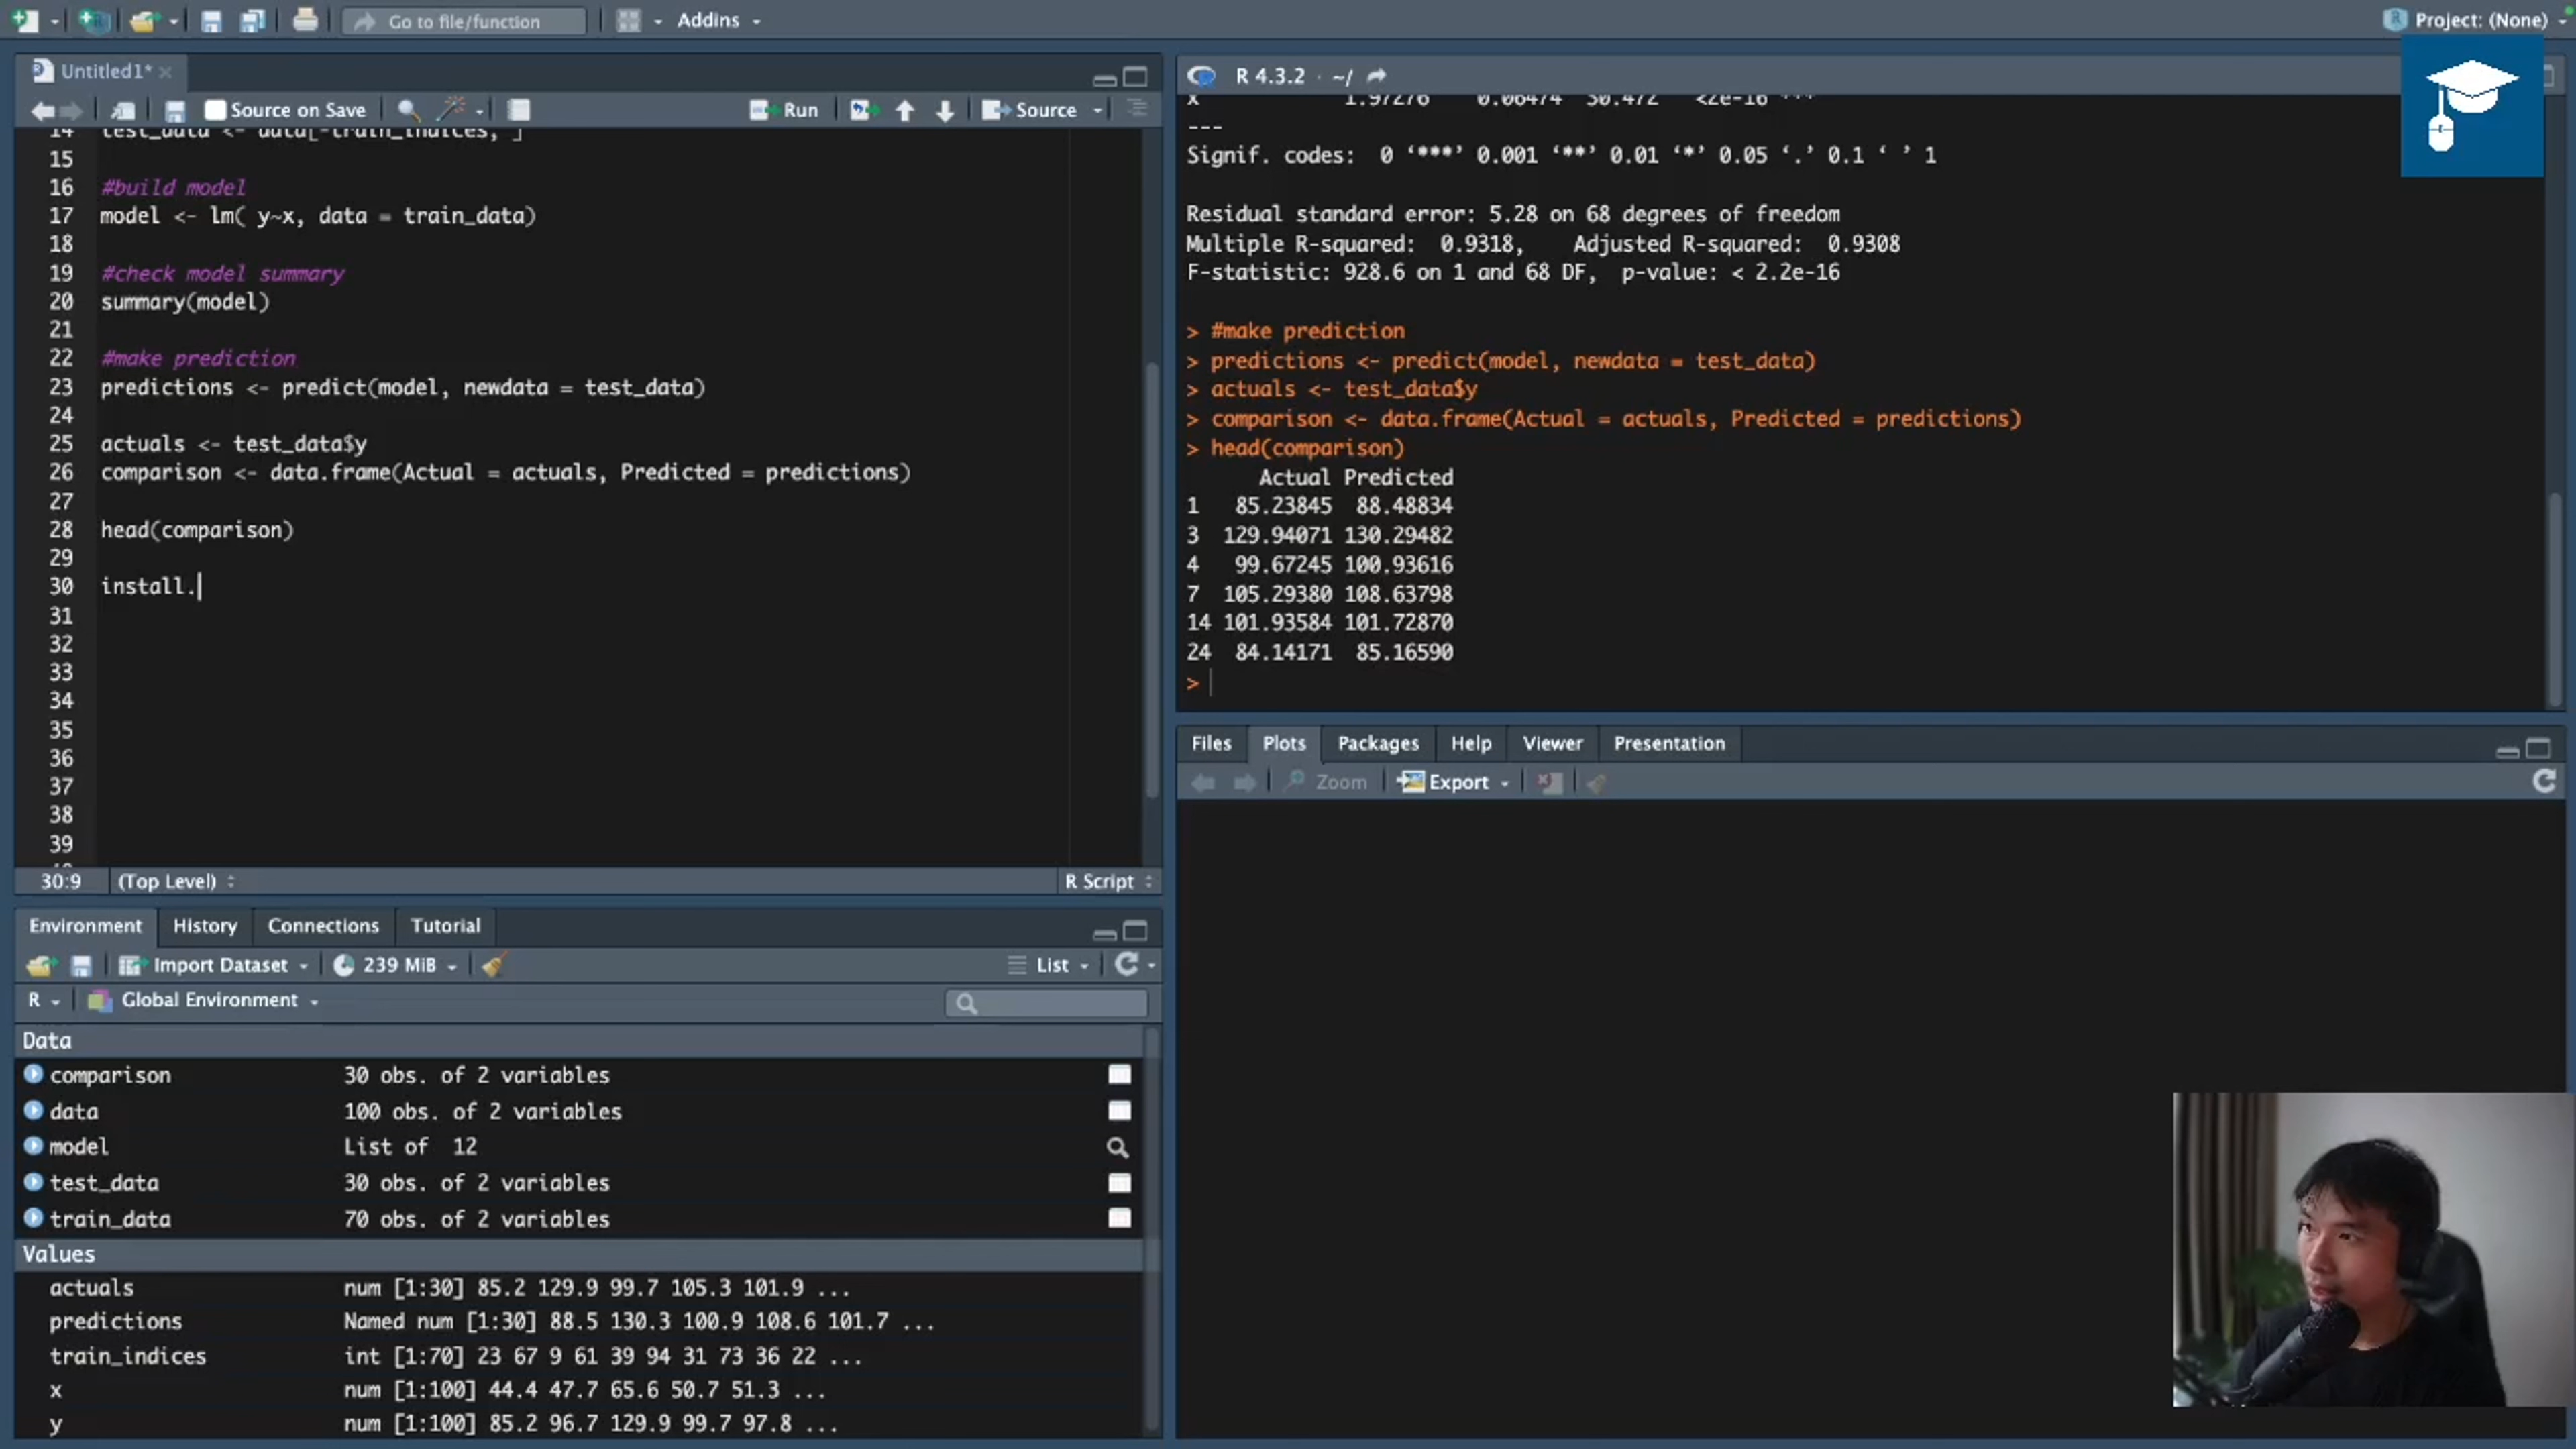 Go to file/function
Addins
Project: (None)
Untitled1*
Source on Save
Run
Source
14 test_data <- data[-train_indices, ]
15
16 #build model
17 model <- lm( y~x, data = train_data)
18
19 #check model summary
20 summary(model)
21
22 #make prediction
23 predictions <- predict(model, newdata = test_data)
24
25 actuals <- test_data$y
26 comparison <- data.frame(Actual = actuals, Predicted = predictions)
27
28 head(comparison)
29
30 install.
31
32
33
34
35
36
37
38
39
30:9 (Top Level) R Script
R 4.3.2 · ~/
x 1.97276 0.06474 30.472 <2e-16 ***
---
Signif. codes: 0 ‘***’ 0.001 ‘**’ 0.01 ‘*’ 0.05 ‘.’ 0.1 ‘ ’ 1
Residual standard error: 5.28 on 68 degrees of freedom
Multiple R-squared: 0.9318, Adjusted R-squared: 0.9308
F-statistic: 928.6 on 1 and 68 DF, p-value: < 2.2e-16
> #make prediction
> predictions <- predict(model, newdata = test_data)
> actuals <- test_data$y
> comparison <- data.frame(Actual = actuals, Predicted = predictions)
> head(comparison)
Actual Predicted
1 85.23845 88.48834
3 129.94071 130.29482
4 99.67245 100.93616
7 105.29380 108.63798
14 101.93584 101.72870
24 84.14171 85.16590
>
Files Plots Packages Help Viewer Presentation
Zoom Export
Environment History Connections Tutorial
Import Dataset 239 MiB List
R Global Environment
Data
comparison 30 obs. of 2 variables
data 100 obs. of 2 variables
model List of 12
test_data 30 obs. of 2 variables
train_data 70 obs. of 2 variables
Values
actuals num [1:30] 85.2 129.9 99.7 105.3 101.9 ...
predictions Named num [1:30] 88.5 130.3 100.9 108.6 101.7 ...
train_indices int [1:70] 23 67 9 61 39 94 31 73 36 22 ...
x num [1:100] 44.4 47.7 65.6 50.7 51.3 ...
y num [1:100] 85.2 96.7 129.9 99.7 97.8 ...